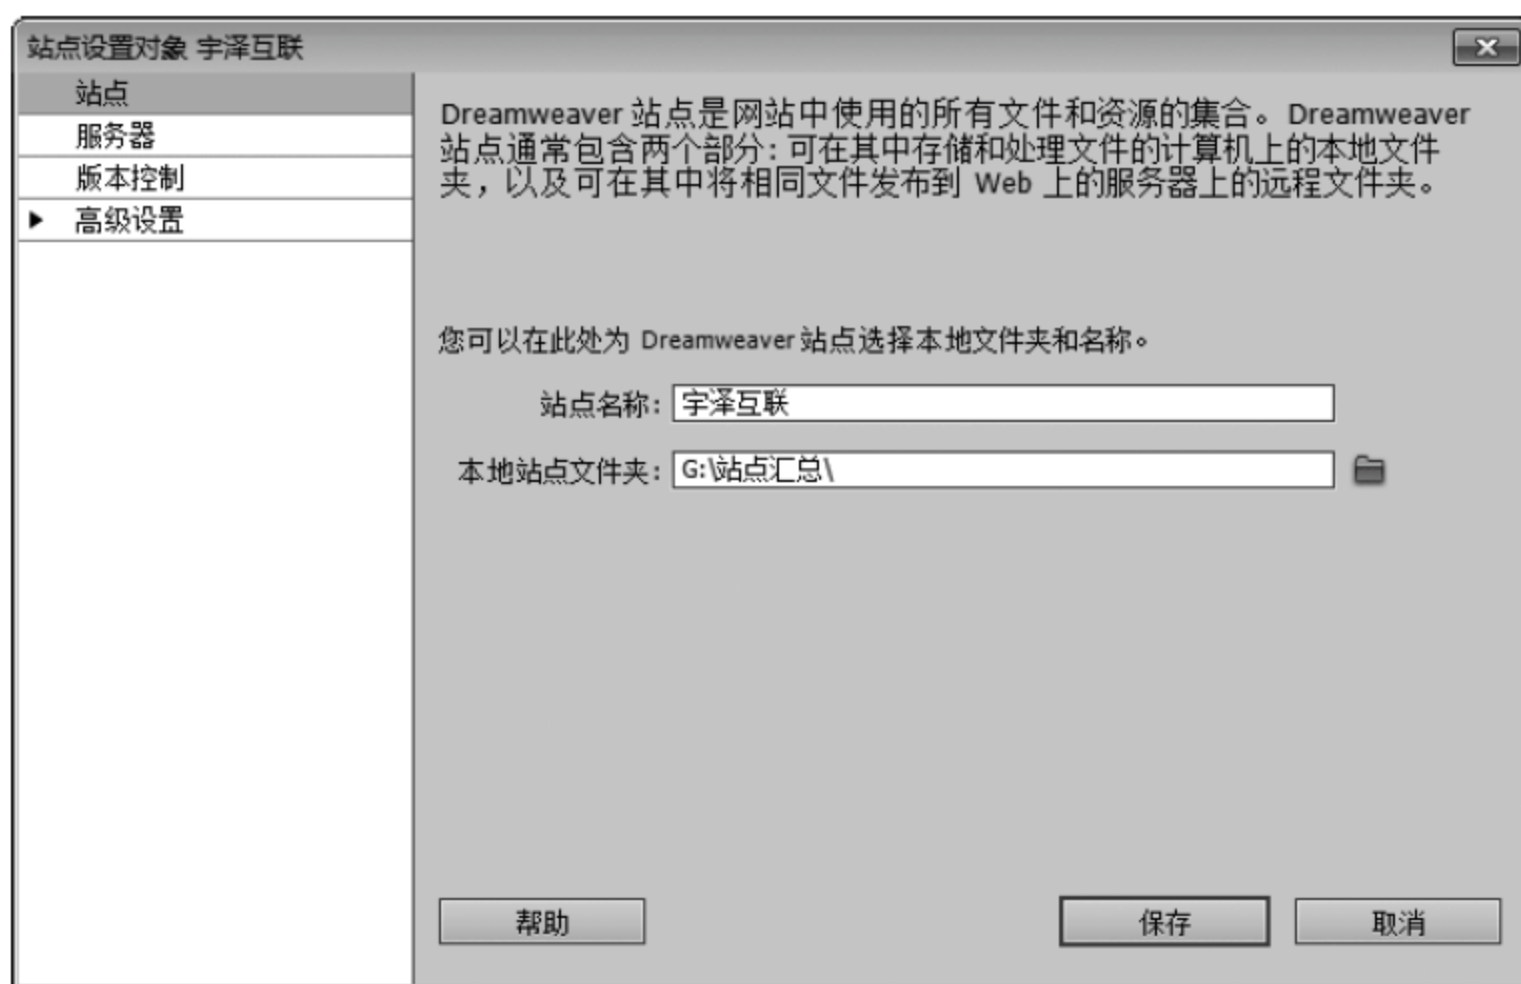 站点设置对象 宇泽互联
站点
服务器
版本控制
高级设置
Dreamweaver 站点是网站中使用的所有文件和资源的集合。Dreamweaver
站点通常包含两个部分:可在其中存储和处理文件的计算机上的本地文件
夹,以及可在其中将相同文件发布到 Web 上的服务器上的远程文件夹。
您可以在此处为 Dreamweaver 站点选择本地文件夹和名称。
站点名称: 宇泽互联
本地站点文件夹: G:\站点汇总\
帮助 保存 取消